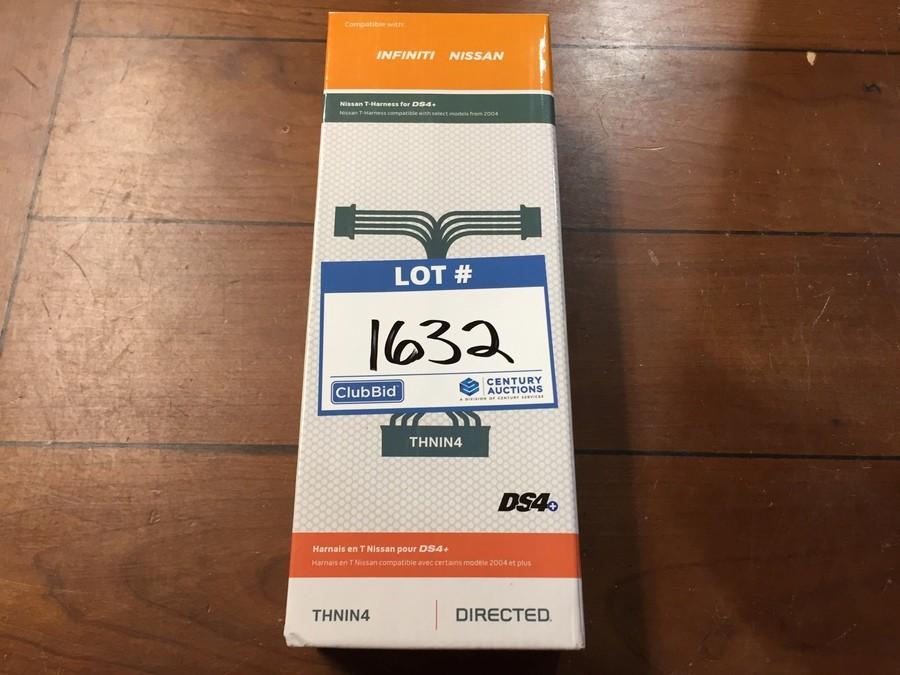 Compatible with:
INFINITI NISSAN
Nissan T-Harness for DS4+
Nissan T-Harness compatible with select models from 2004
LOT #
1632
ClubBid
CENTURY
AUCTIONS
A DIVISION OF CENTURY SERVICES
THNIN4
DS4+
Harnais en T Nissan pour DS4+
Harnais en T Nissan compatible avec certains modèle 2004 et plus
THNIN4 DIRECTED.